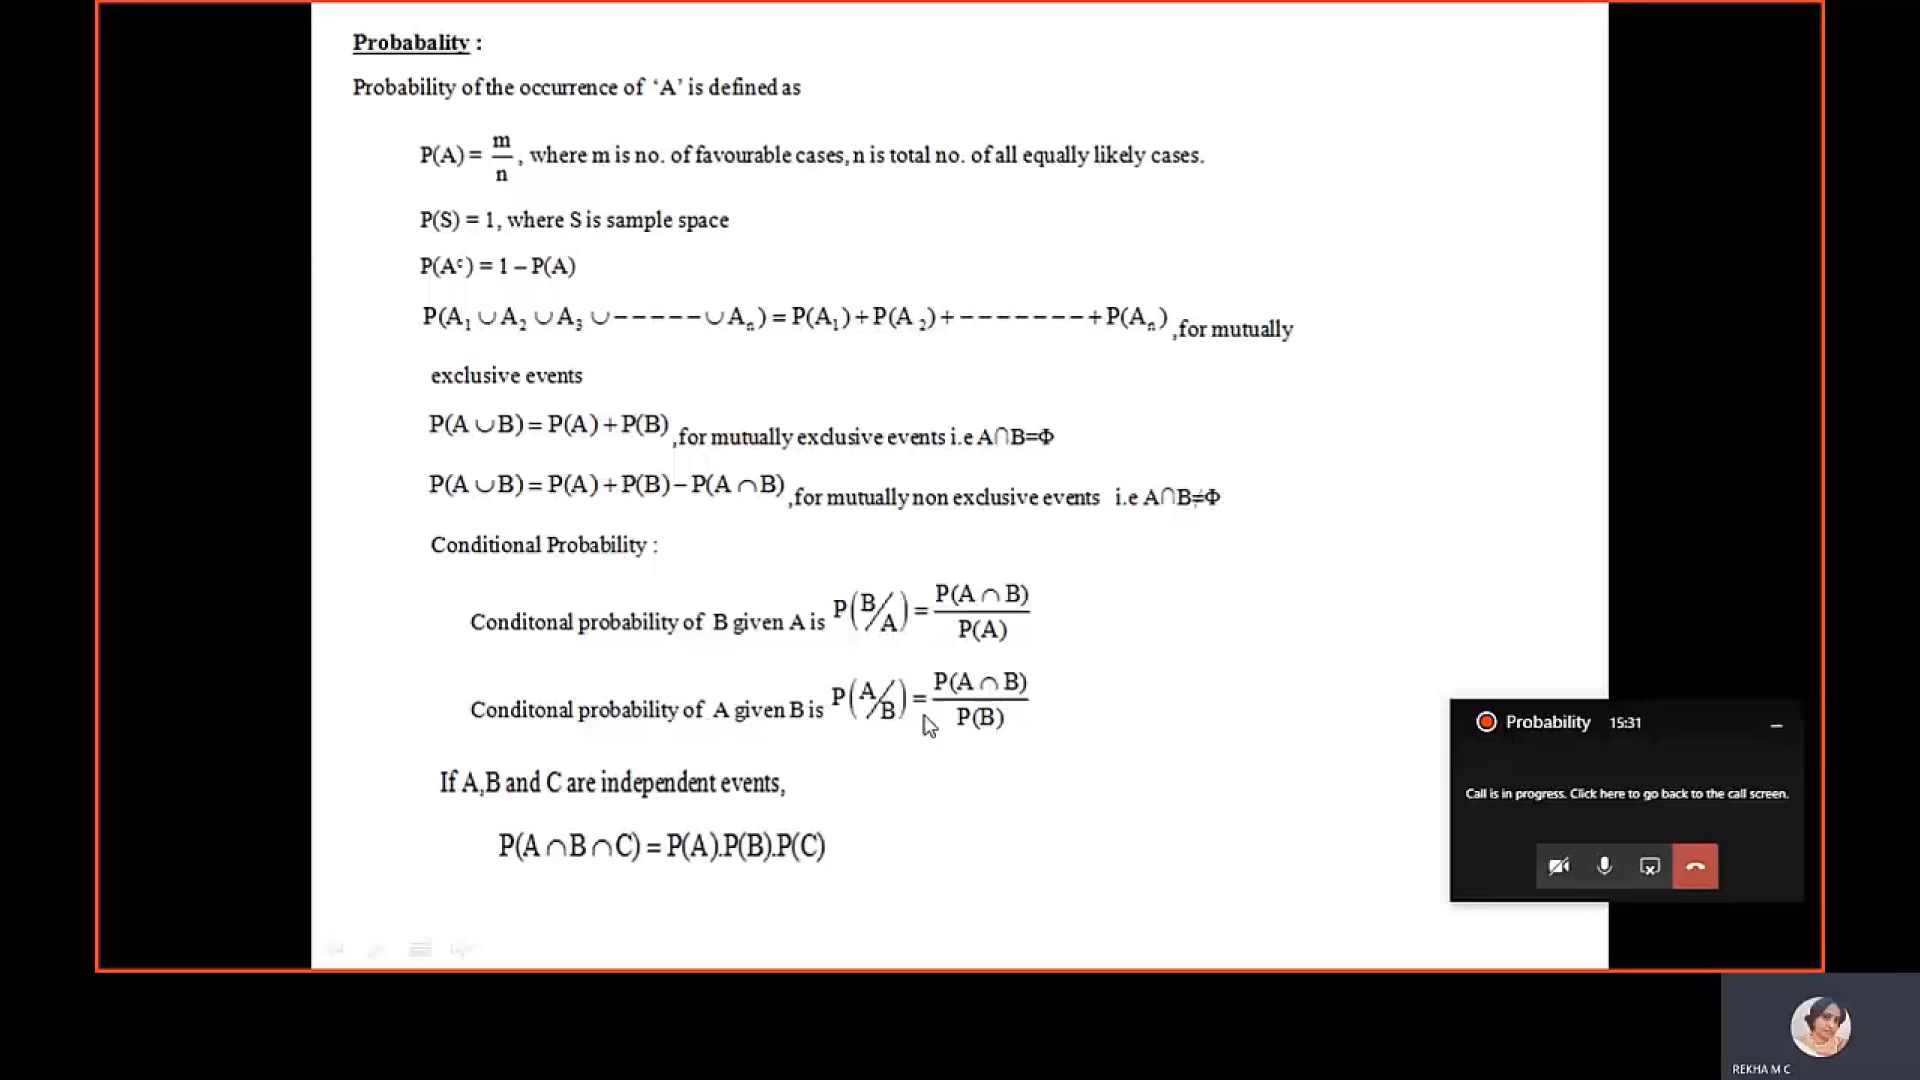 Probabality :
Probability of the occurrence of ‘A’ is defined as
P(A) = m/n , where m is no. of favourable cases, n is total no. of all equally likely cases.
P(S) = 1, where S is sample space
P(Aᶜ) = 1 – P(A)
P(A₁ ∪ A₂ ∪ A₃ ∪ – – – – – ∪ Aₙ) = P(A₁) + P(A ₂) + – – – – – – – + P(Aₙ) ,for mutually
exclusive events
P(A ∪ B) = P(A) + P(B) ,for mutually exclusive events i.e A∩B=Φ
P(A ∪ B) = P(A) + P(B) – P(A ∩ B) ,for mutually non exclusive events i.e A∩B≠Φ
Conditional Probability :
Conditonal probability of B given A is P(B/A) = P(A ∩ B)/P(A)
Conditonal probability of A given B is P(A/B) = P(A ∩ B)/P(B)
If A,B and C are independent events,
P(A ∩ B ∩ C) = P(A).P(B).P(C)
Probability 15:31
Call is in progress. Click here to go back to the call screen.
REKHA M C